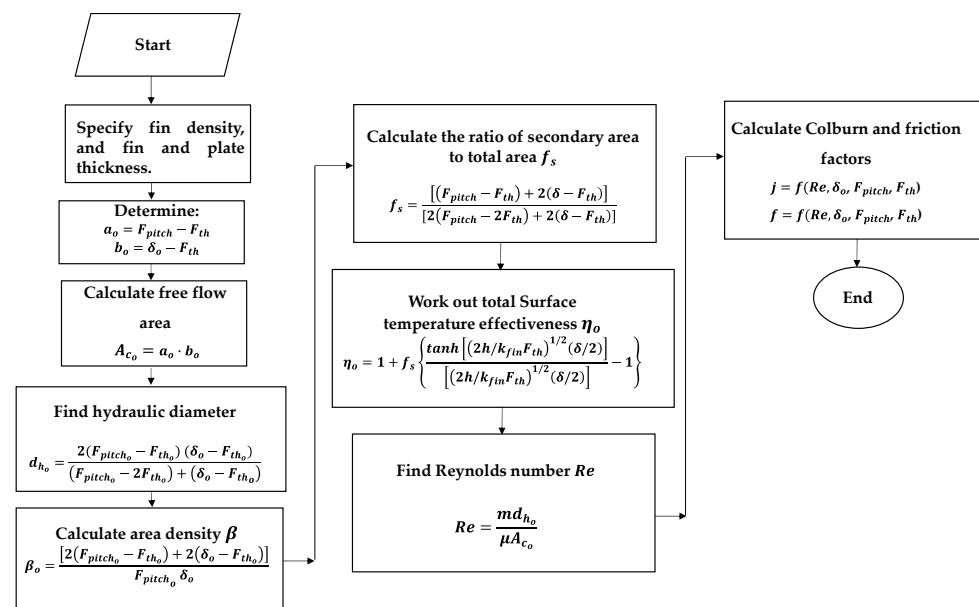 Start
Specify fin density,
and fin and plate
thickness.
Determine:
a_o = F_pitch − F_th
b_o = δ_o − F_th
Calculate free flow
area
A_c_o = a_o · b_o
Find hydraulic diameter
d_h_o = 2(F_pitch_o − F_th_o) (δ_o − F_th_o) / (F_pitch_o − 2F_th_o) + (δ_o − F_th_o)
Calculate area density β
β_o = [2(F_pitch_o − F_th_o) + 2(δ_o − F_th_o)] / F_pitch_o δ_o
Calculate the ratio of secondary area
to total area f_s
f_s = [(F_pitch − F_th) + 2(δ − F_th)] / [2(F_pitch − 2F_th) + 2(δ − F_th)]
Work out total Surface
temperature effectiveness η_o
η_o = 1 + f_s { tanh [(2h/k_fin F_th)^1/2 (δ/2)] / [(2h/k_fin F_th)^1/2 (δ/2)] − 1 }
Find Reynolds number Re
Re = md_h_o / μA_c_o
Calculate Colburn and friction
factors
j = f(Re, δ_o, F_pitch, F_th)
f = f(Re, δ_o, F_pitch, F_th)
End